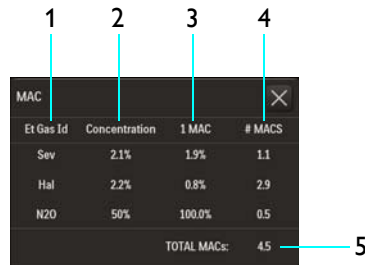 1 2 3 4
MAC
Et Gas Id Concentration 1 MAC # MACS
Sev 2.1% 1.9% 1.1
Hal 2.2% 0.8% 2.9
N2O 50% 100.0% 0.5
TOTAL MACs: 4.5 5